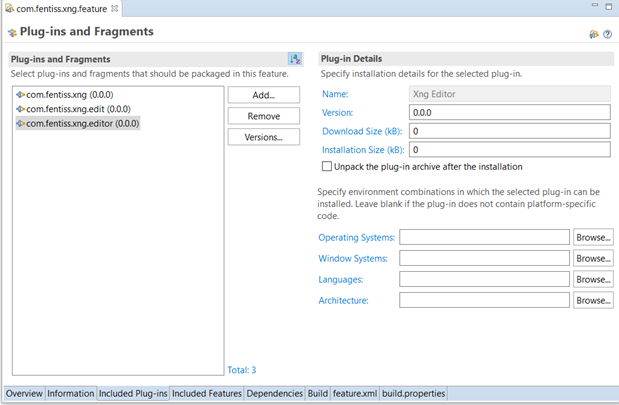 com.fentiss.xng.feature
Plug-ins and Fragments
Plug-ins and Fragments
Select plug-ins and fragments that should be packaged in this feature.
com.fentiss.xng (0.0.0)
com.fentiss.xng.edit (0.0.0)
com.fentiss.xng.editor (0.0.0)
Add...
Remove
Versions...
Total: 3
Plug-in Details
Specify installation details for the selected plug-in.
Name: Xng Editor
Version: 0.0.0
Download Size (kB): 0
Installation Size (kB): 0
Unpack the plug-in archive after the installation
Specify environment combinations in which the selected plug-in can be
installed. Leave blank if the plug-in does not contain platform-specific
code.
Operating Systems: Browse...
Window Systems: Browse...
Languages: Browse...
Architecture: Browse...
Overview Information Included Plug-ins Included Features Dependencies Build feature.xml build.properties